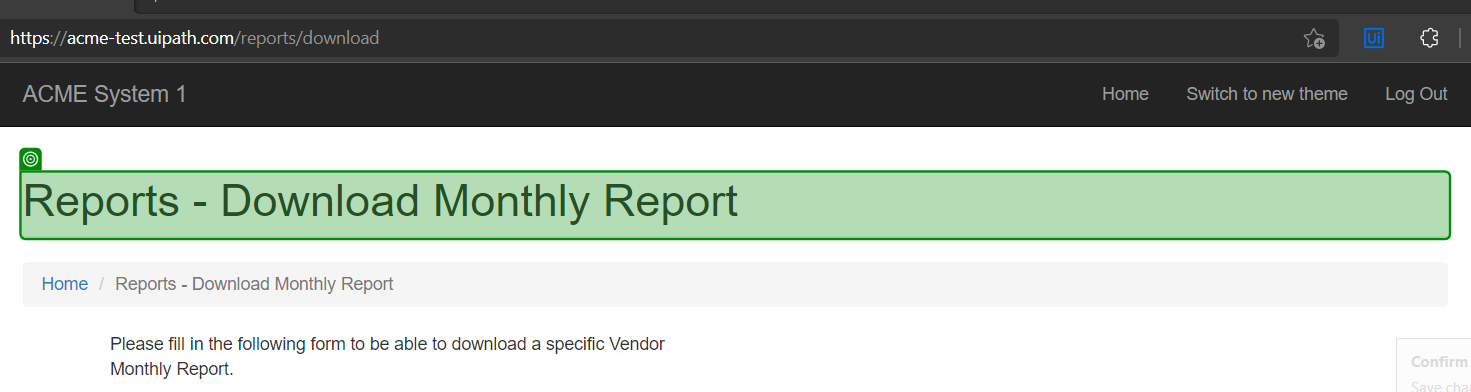 https://acme-test.uipath.com/reports/download
Ui
ACME System 1 Home Switch to new theme Log Out
Reports - Download Monthly Report
Home / Reports - Download Monthly Report
Please fill in the following form to be able to download a specific Vendor
Monthly Report.
Confirm
Save